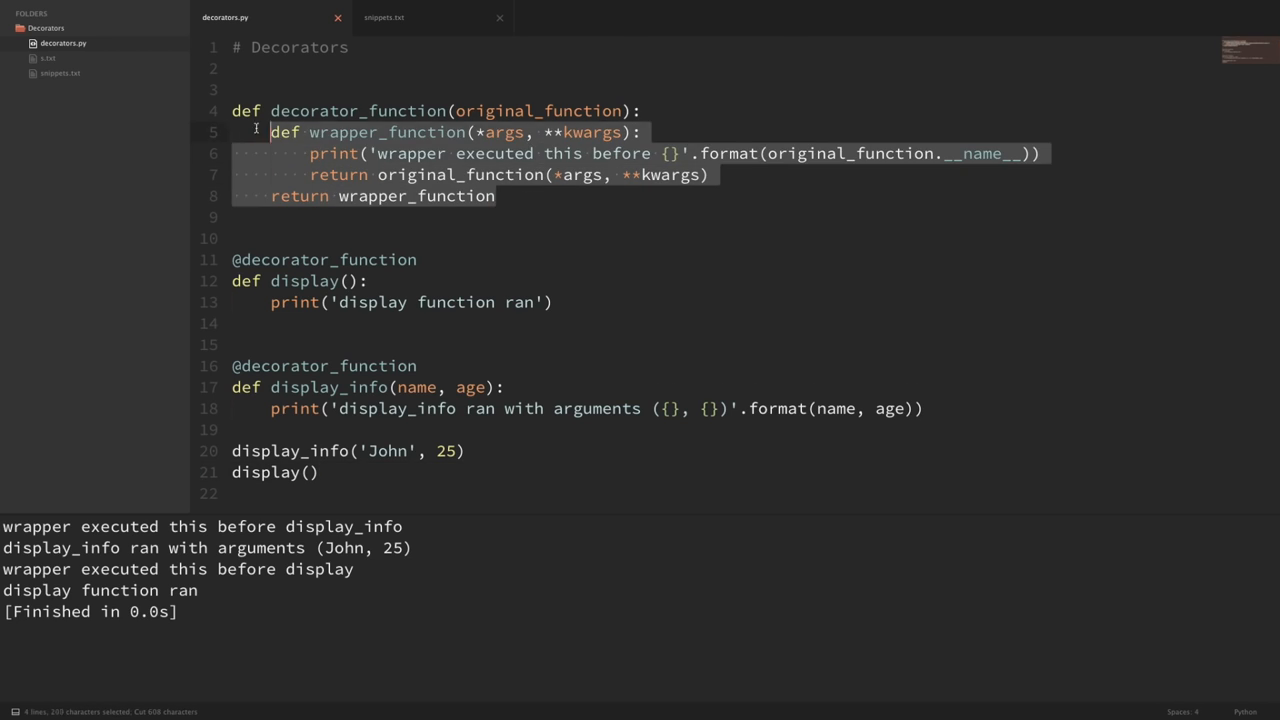 FOLDERS
Decorators
decorators.py
s.txt
snippets.txt
decorators.py
snippets.txt
1 # Decorators
2
3
4 def decorator_function(original_function):
5     def wrapper_function(*args, **kwargs):
6         print('wrapper executed this before {}'.format(original_function.__name__))
7         return original_function(*args, **kwargs)
8     return wrapper_function
9
10
11 @decorator_function
12 def display():
13     print('display function ran')
14
15
16 @decorator_function
17 def display_info(name, age):
18     print('display_info ran with arguments ({}, {})'.format(name, age))
19
20 display_info('John', 25)
21 display()
22
wrapper executed this before display_info
display_info ran with arguments (John, 25)
wrapper executed this before display
display function ran
[Finished in 0.0s]
4 lines, 209 characters selected: Cut 608 characters
Spaces: 4
Python